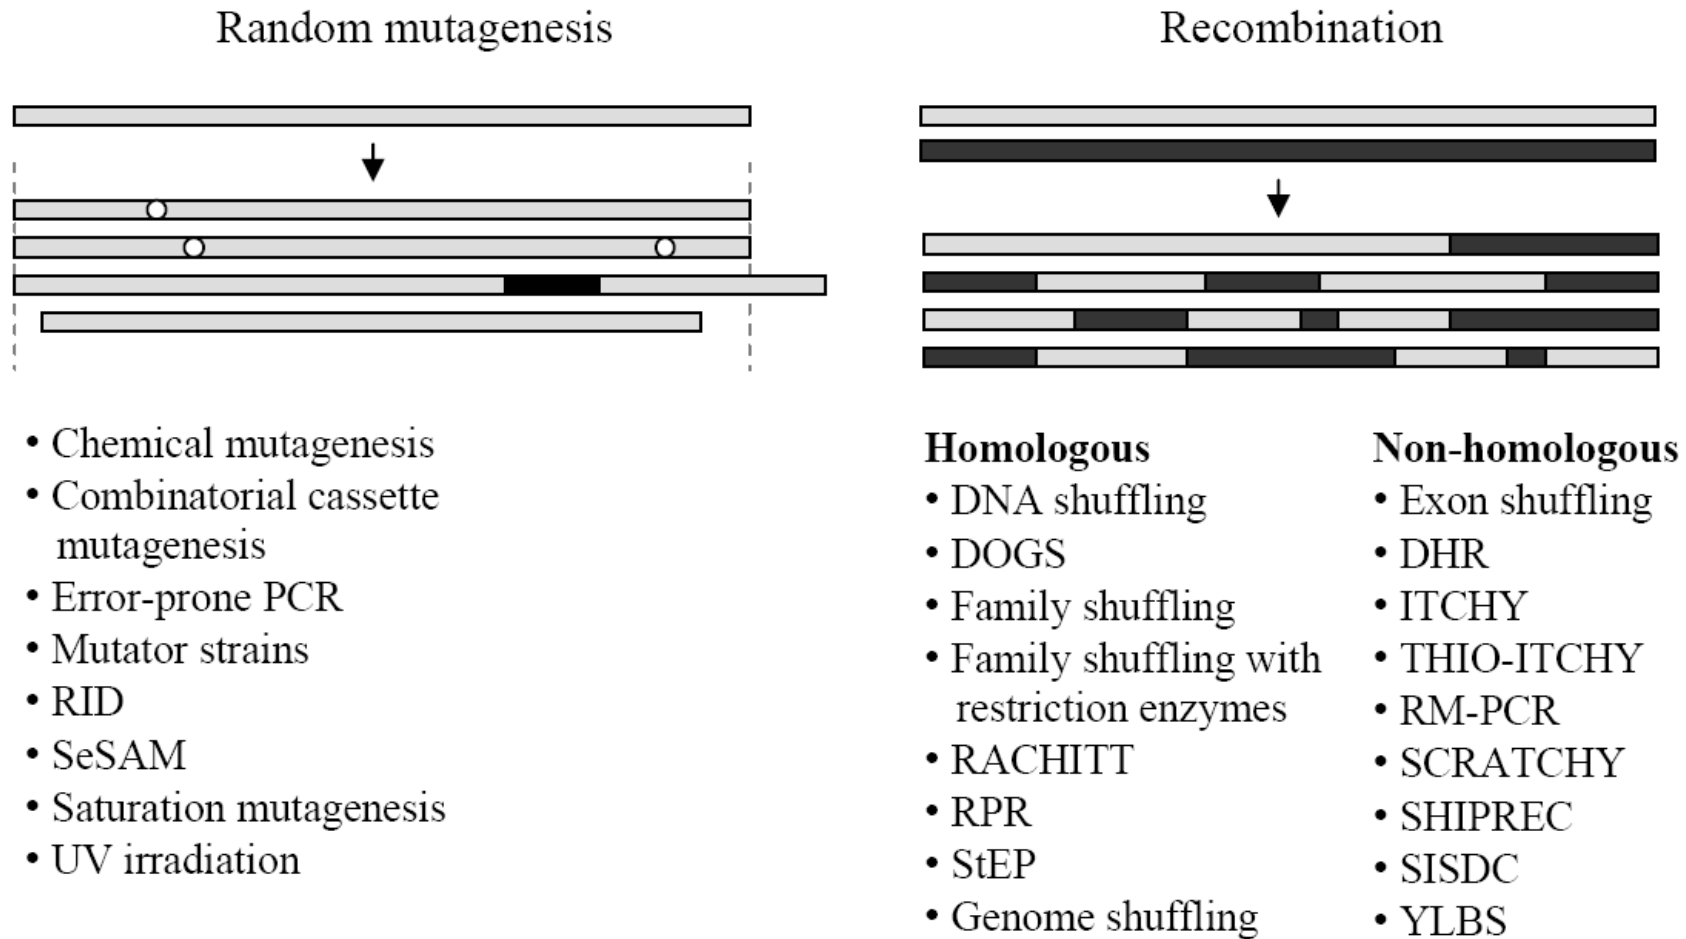 Random mutagenesis
• Chemical mutagenesis
• Combinatorial cassette
mutagenesis
• Error-prone PCR
• Mutator strains
• RID
• SeSAM
• Saturation mutagenesis
• UV irradiation
Recombination
Homologous
• DNA shuffling
• DOGS
• Family shuffling
• Family shuffling with
restriction enzymes
• RACHITT
• RPR
• StEP
• Genome shuffling
Non-homologous
• Exon shuffling
• DHR
• ITCHY
• THIO-ITCHY
• RM-PCR
• SCRATCHY
• SHIPREC
• SISDC
• YLBS